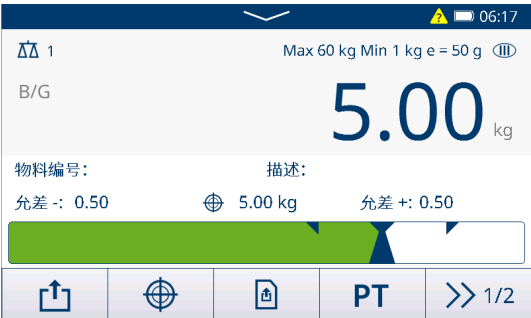 06:17
1 Max 60 kg Min 1 kg e = 50 g III
B/G
5.00 kg
物料编号: 描述:
允差 -: 0.50 5.00 kg 允差 +: 0.50
PT 1/2